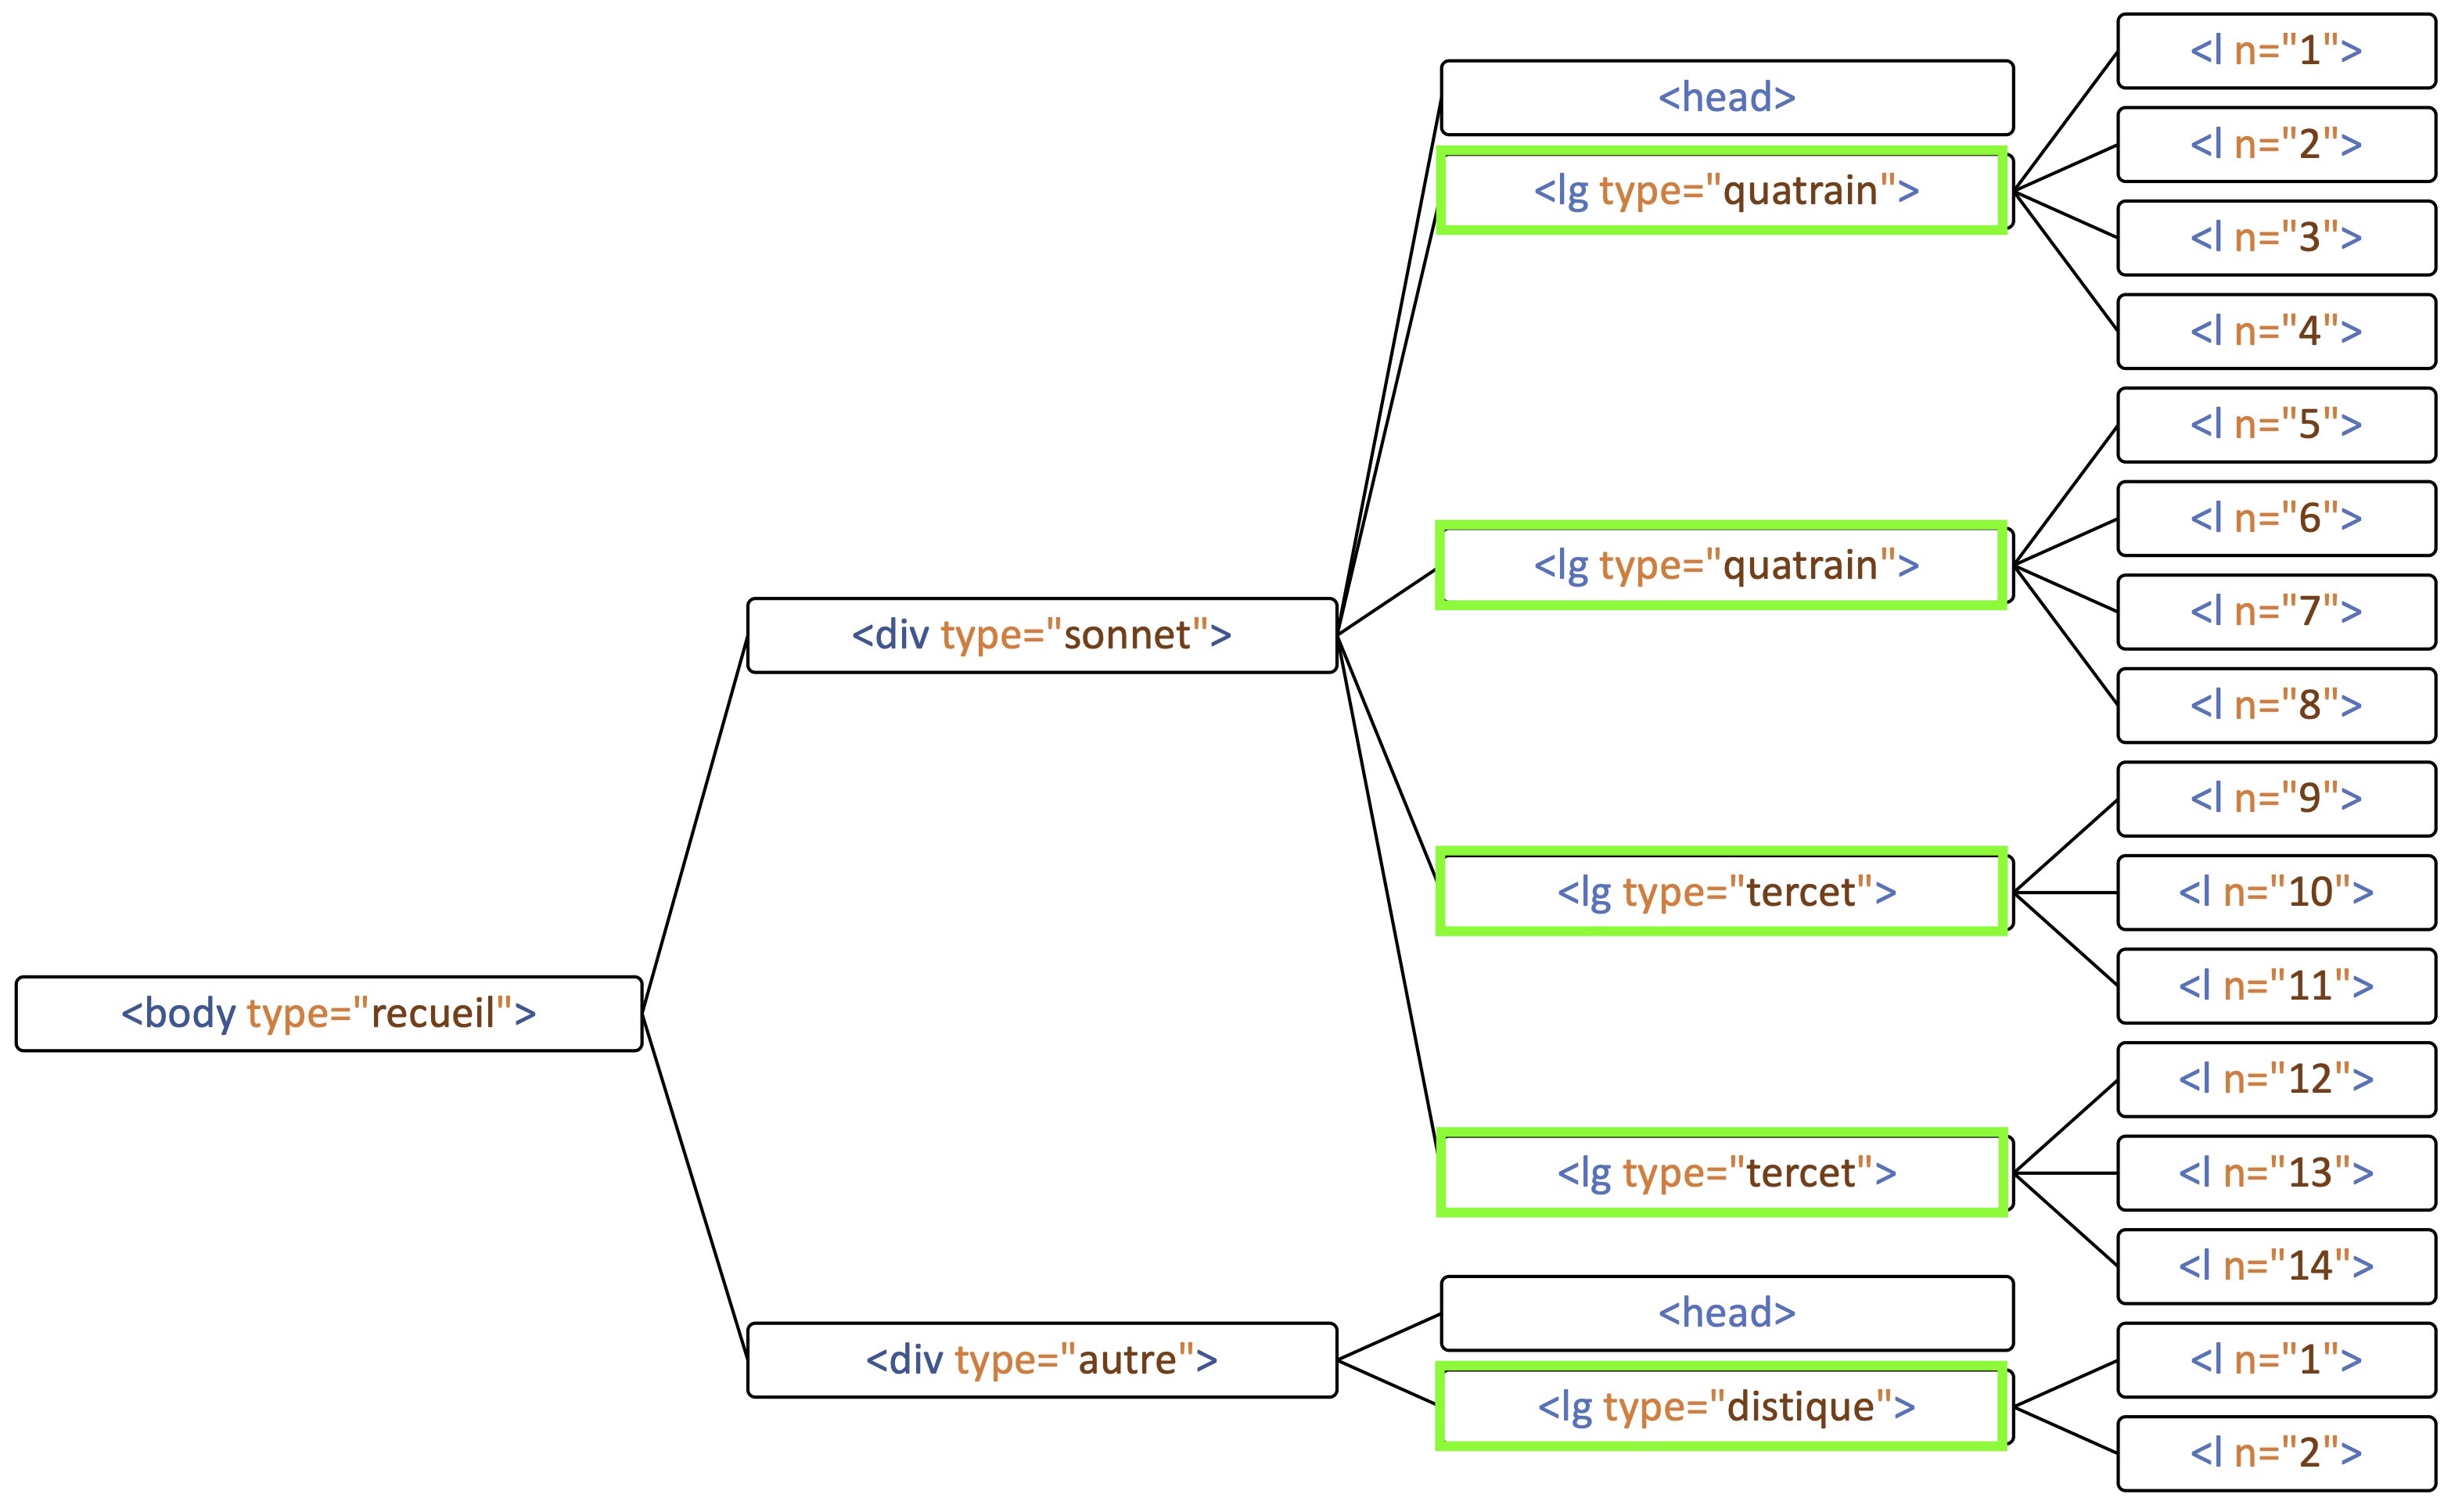 <body type="recueil">
<div type="sonnet">
<head>
<lg type="quatrain">
<l n="1">
<l n="2">
<l n="3">
<l n="4">
<lg type="quatrain">
<l n="5">
<l n="6">
<l n="7">
<l n="8">
<lg type="tercet">
<l n="9">
<l n="10">
<l n="11">
<lg type="tercet">
<l n="12">
<l n="13">
<l n="14">
<div type="autre">
<head>
<lg type="distique">
<l n="1">
<l n="2">